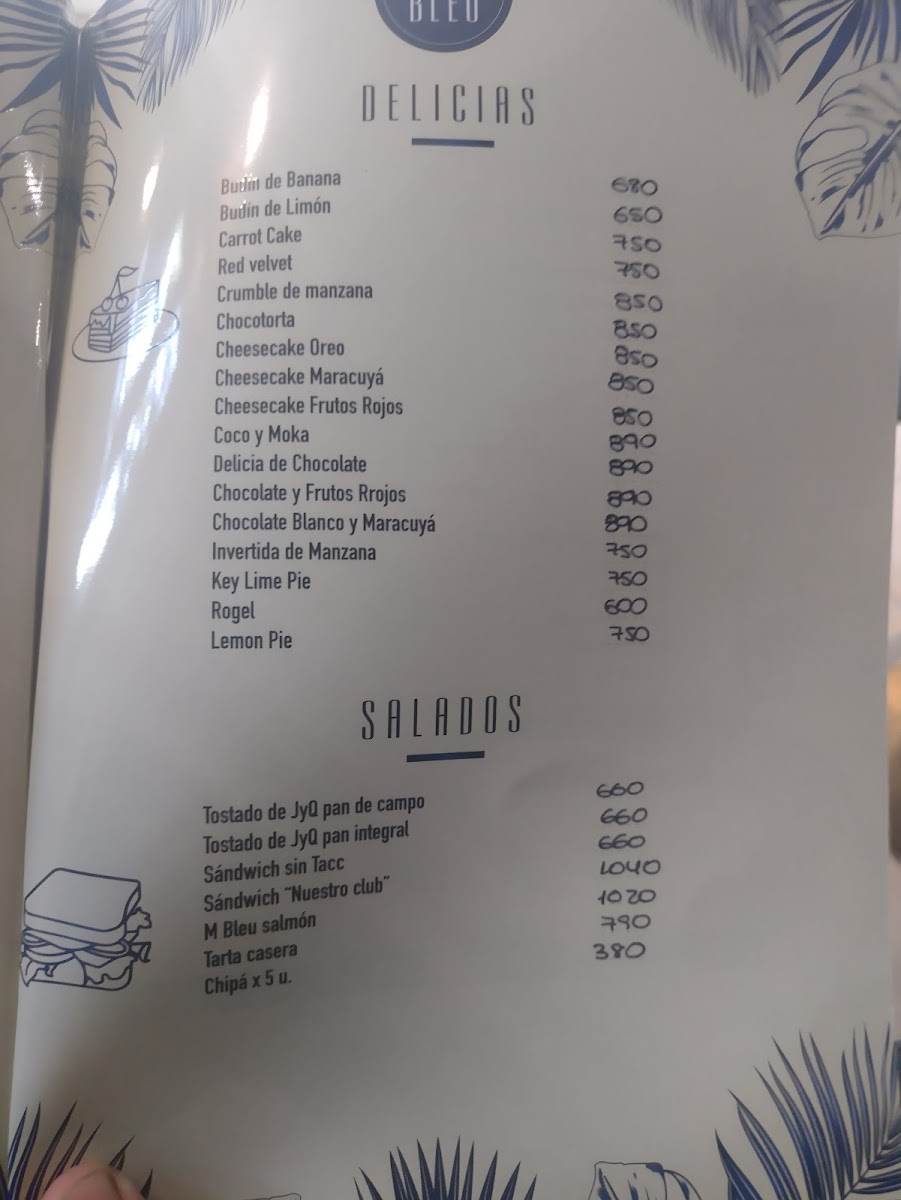 BLEU
DELICIAS
Budín de Banana 680
Budín de Limón 650
Carrot Cake 750
Red velvet 750
Crumble de manzana 850
Chocotorta 850
Cheesecake Oreo 850
Cheesecake Maracuyá 850
Cheesecake Frutos Rojos 850
Coco y Moka 890
Delicia de Chocolate 890
Chocolate y Frutos Rrojos 890
Chocolate Blanco y Maracuyá 890
Invertida de Manzana 750
Key Lime Pie 750
Rogel 600
Lemon Pie 750
SALADOS
Tostado de JyQ pan de campo 660
Tostado de JyQ pan integral 660
Sándwich sin Tacc 660
Sándwich "Nuestro club" 1040
M Bleu salmón 1020
Tarta casera 790
Chipá x 5 u. 380